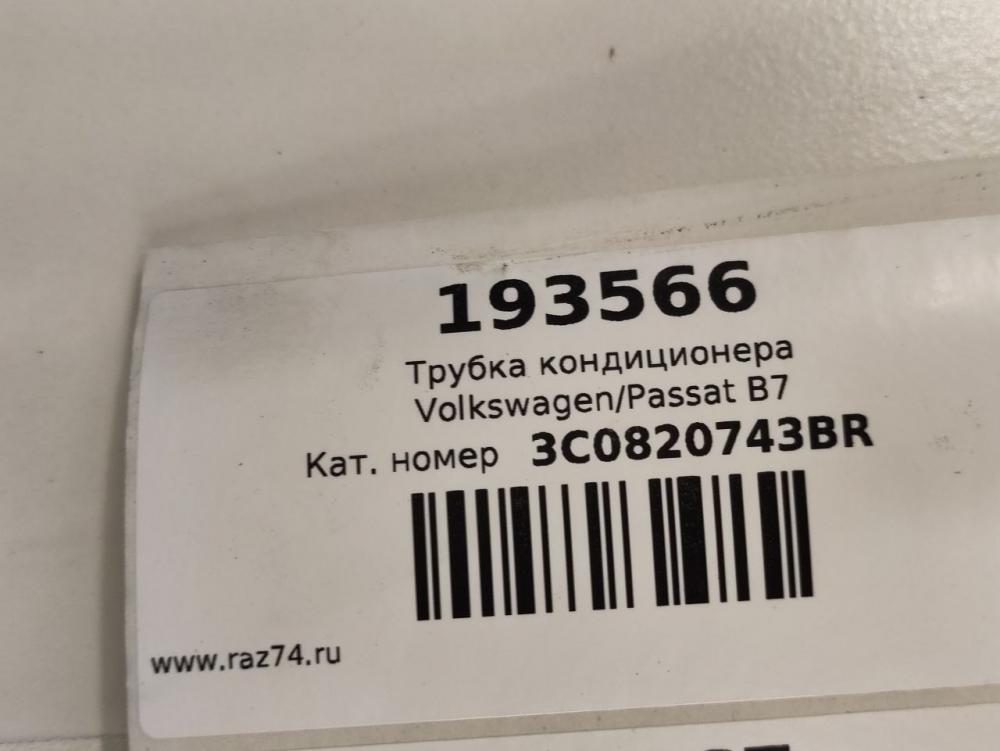 193566
Трубка кондиционера
Volkswagen/Passat B7
Кат. номер 3C0820743BR
www.raz74.ru